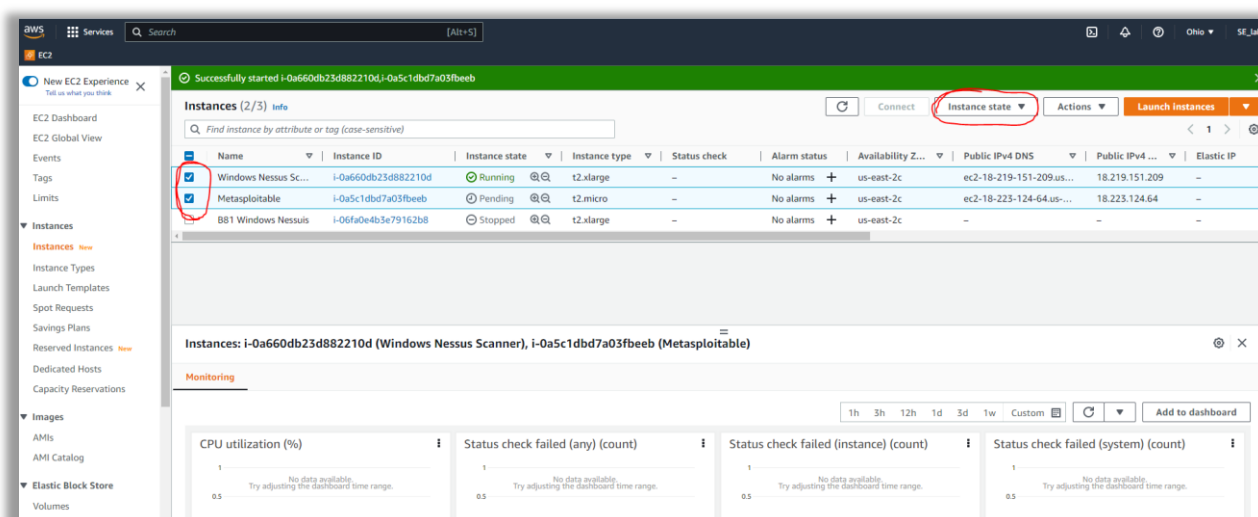 aws Services Search [Alt+S] Ohio ▼
EC2
New EC2 Experience
Tell us what you think
EC2 Dashboard
EC2 Global View
Events
Tags
Limits
▼ Instances
Instances New
Instance Types
Launch Templates
Spot Requests
Savings Plans
Reserved Instances New
Dedicated Hosts
Capacity Reservations
▼ Images
AMIs
AMI Catalog
▼ Elastic Block Store
Volumes
Successfully started i-0a660db23d882210d,i-0a5c1dbd7a03fbeeb
Instances (2/3) Info Connect Instance state ▼ Actions ▼ Launch instances ▼
Find instance by attribute or tag (case-sensitive) < 1 >
Name Instance ID Instance state Instance type Status check Alarm status Availability Z... Public IPv4 DNS Public IPv4 ... Elastic IP
Windows Nessus Sc... i-0a660db23d882210d Running t2.xlarge – No alarms + us-east-2c ec2-18-219-151-209.us... 18.219.151.209 –
Metasploitable i-0a5c1dbd7a03fbeeb Pending t2.micro – No alarms + us-east-2c ec2-18-223-124-64.us-... 18.223.124.64 –
B81 Windows Nessuis i-06fa0e4b3e79162b8 Stopped t2.xlarge – No alarms + us-east-2c – – –
Instances: i-0a660db23d882210d (Windows Nessus Scanner), i-0a5c1dbd7a03fbeeb (Metasploitable)
Monitoring
1h 3h 12h 1d 3d 1w Custom Add to dashboard
CPU utilization (%)
1
No data available.
Try adjusting the dashboard time range.
0.5
Status check failed (any) (count)
1
No data available.
Try adjusting the dashboard time range.
0.5
Status check failed (instance) (count)
1
No data available.
Try adjusting the dashboard time range.
0.5
Status check failed (system) (count)
1
No data available.
Try adjusting the dashboard time range.
0.5